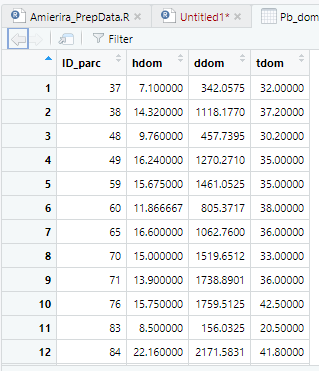 Amierira_PrepData.R Untitled1* Pb_dom
Filter
ID_parc hdom ddom tdom
1 37 7.100000 342.0575 32.00000
2 38 14.320000 1118.1770 37.20000
3 48 9.760000 457.7395 30.20000
4 49 16.240000 1270.2710 35.00000
5 59 15.675000 1461.0525 35.00000
6 60 11.866667 805.3717 38.00000
7 65 16.600000 1062.7600 36.00000
8 70 15.000000 1519.6512 33.00000
9 71 13.900000 1738.8901 36.00000
10 76 15.750000 1759.5125 42.50000
11 83 8.500000 156.0325 20.50000
12 84 22.160000 2171.5831 41.80000